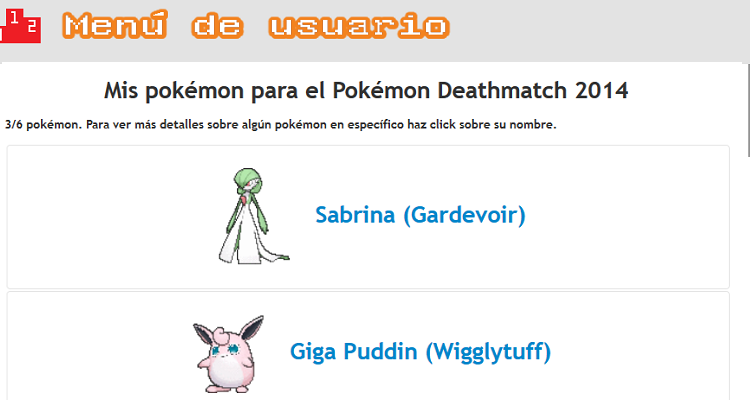 1 2
Menú de usuario
Mis pokémon para el Pokémon Deathmatch 2014
3/6 pokémon. Para ver más detalles sobre algún pokémon en específico haz click sobre su nombre.
Sabrina (Gardevoir)
Giga Puddin (Wigglytuff)